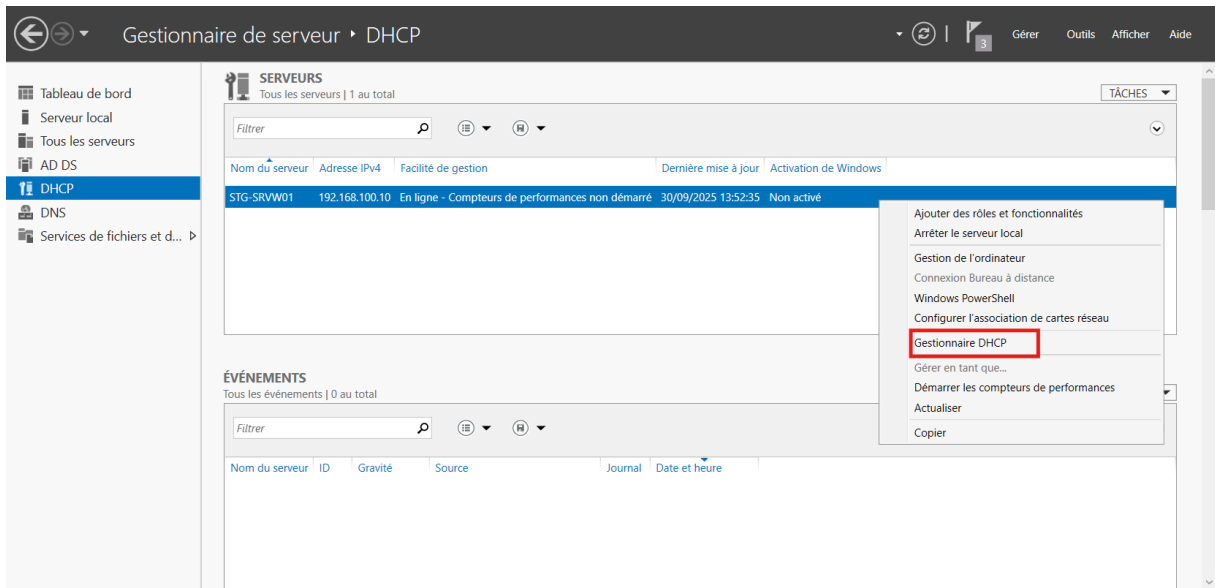 Gestionnaire de serveur ‣ DHCP
3
Gérer Outils Afficher Aide
Tableau de bord
Serveur local
Tous les serveurs
AD DS
DHCP
DNS
Services de fichiers et d...
SERVEURS
Tous les serveurs | 1 au total
TÂCHES
Filtrer
Nom du serveur Adresse IPv4 Facilité de gestion Dernière mise à jour Activation de Windows
STG-SRVW01 192.168.100.10 En ligne - Compteurs de performances non démarré 30/09/2025 13:52:35 Non activé
Ajouter des rôles et fonctionnalités
Arrêter le serveur local
Gestion de l'ordinateur
Connexion Bureau à distance
Windows PowerShell
Configurer l'association de cartes réseau
Gestionnaire DHCP
Gérer en tant que...
Démarrer les compteurs de performances
Actualiser
Copier
ÉVÉNEMENTS
Tous les événements | 0 au total
Filtrer
Nom du serveur ID Gravité Source Journal Date et heure